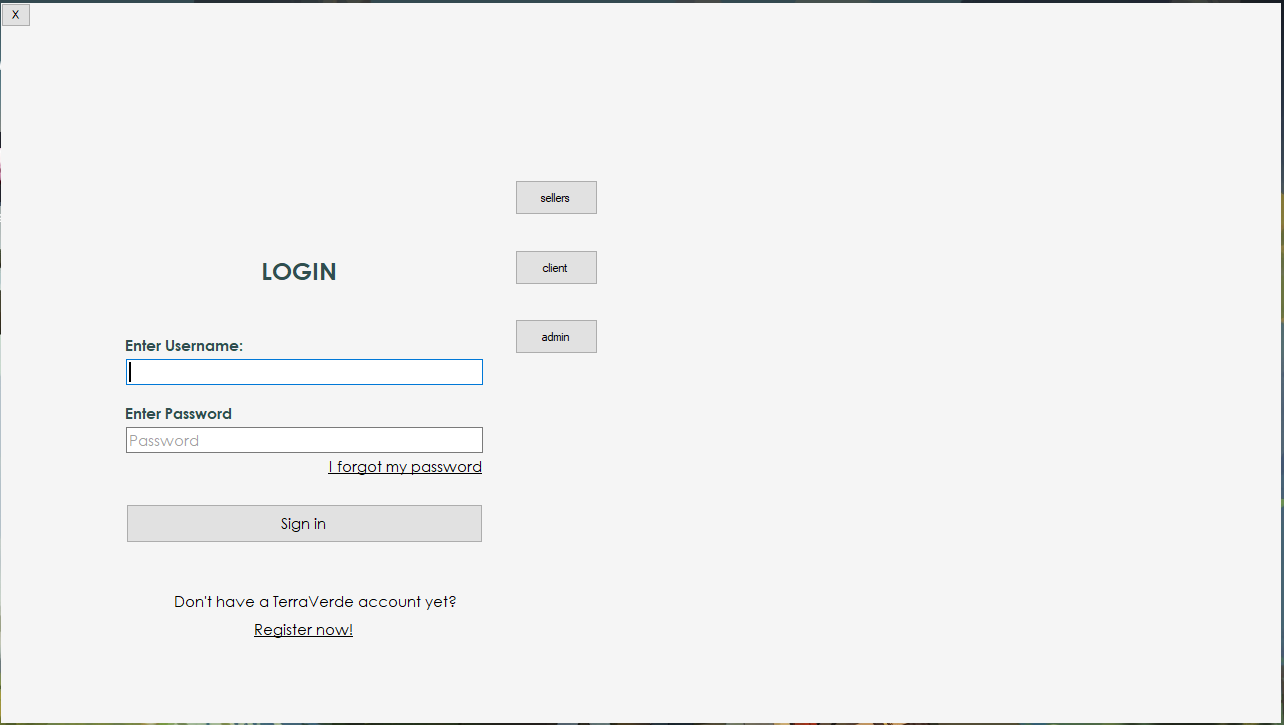 X
sellers
LOGIN
client
admin
Enter Username:
Enter Password
Password
I forgot my password
Sign in
Don't have a TerraVerde account yet?
Register now!